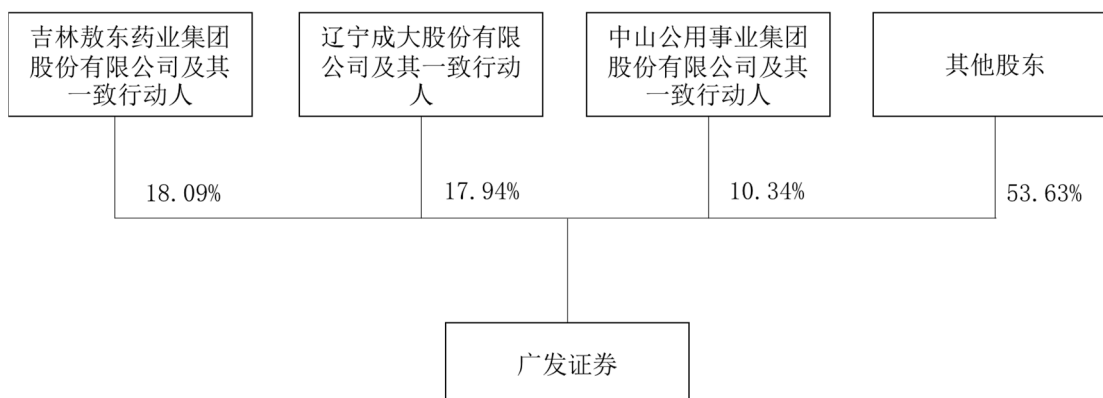 吉林敖东药业集团
股份有限公司及其
一致行动人
辽宁成大股份有限
公司及其一致行动
人
中山公用事业集团
股份有限公司及其
一致行动人
其他股东
18.09%
17.94%
10.34%
53.63%
广发证券